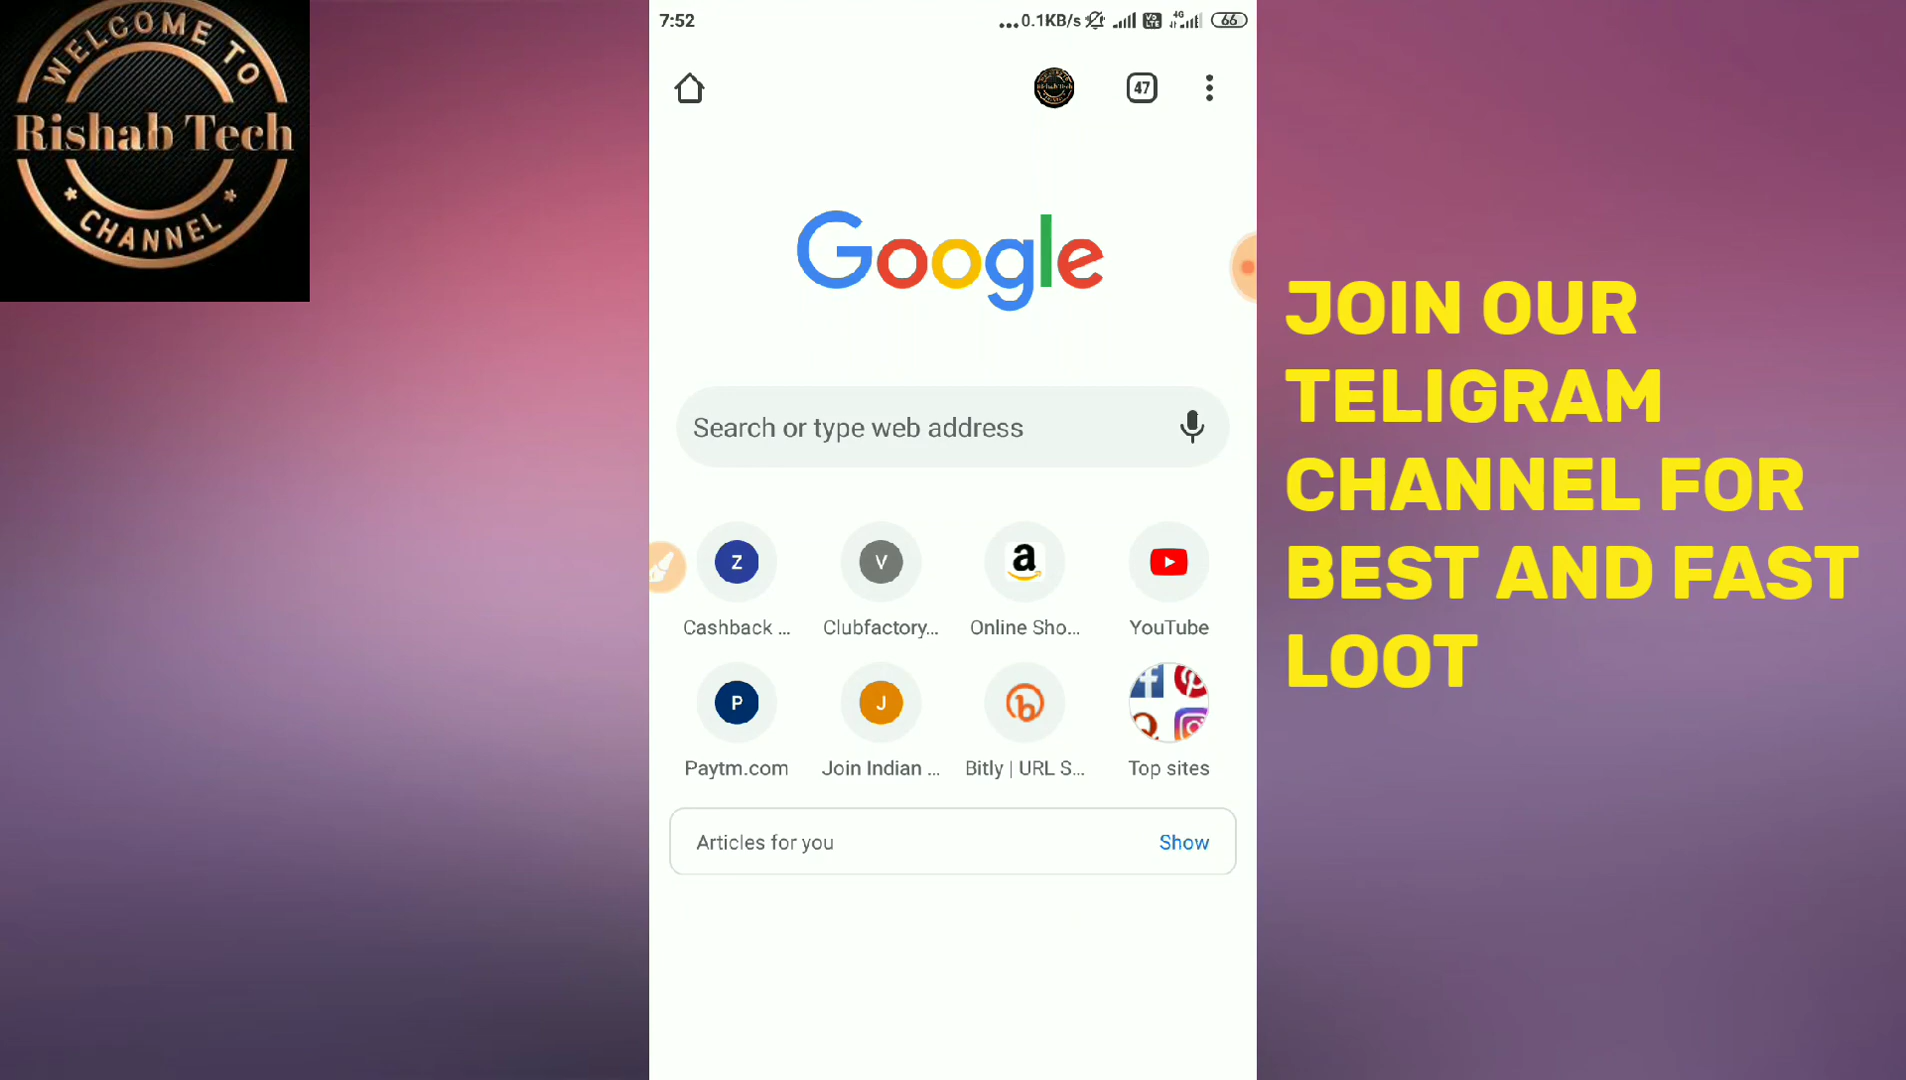 WELCOME TO
Rishab Tech
CHANNEL
7:52
...0.1KB/s
4G
66
47
Google
Search or type web address
Z
V
a
Cashback ...
Clubfactory...
Online Sho...
YouTube
P
J
b
Paytm.com
Join Indian ...
Bitly | URL S...
Top sites
Articles for you
Show
JOIN OUR
TELIGRAM
CHANNEL FOR
BEST AND FAST
LOOT